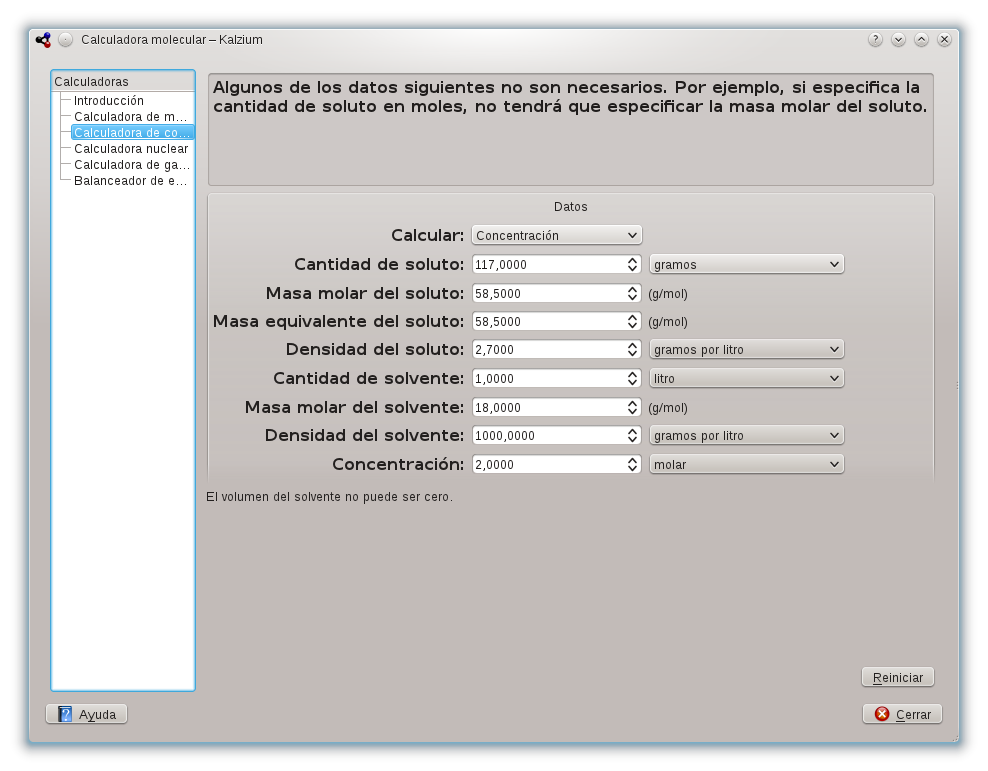 Calculadora molecular – Kalzium
Calculadoras
Introducción
Calculadora de m...
Calculadora de co...
Calculadora nuclear
Calculadora de ga...
Balanceador de e...
Algunos de los datos siguientes no son necesarios. Por ejemplo, si especifica la
cantidad de soluto en moles, no tendrá que especificar la masa molar del soluto.
Datos
Calcular: Concentración
Cantidad de soluto: 117,0000 gramos
Masa molar del soluto: 58,5000 (g/mol)
Masa equivalente del soluto: 58,5000 (g/mol)
Densidad del soluto: 2,7000 gramos por litro
Cantidad de solvente: 1,0000 litro
Masa molar del solvente: 18,0000 (g/mol)
Densidad del solvente: 1000,0000 gramos por litro
Concentración: 2,0000 molar
El volumen del solvente no puede ser cero.
Reiniciar
Ayuda
Cerrar